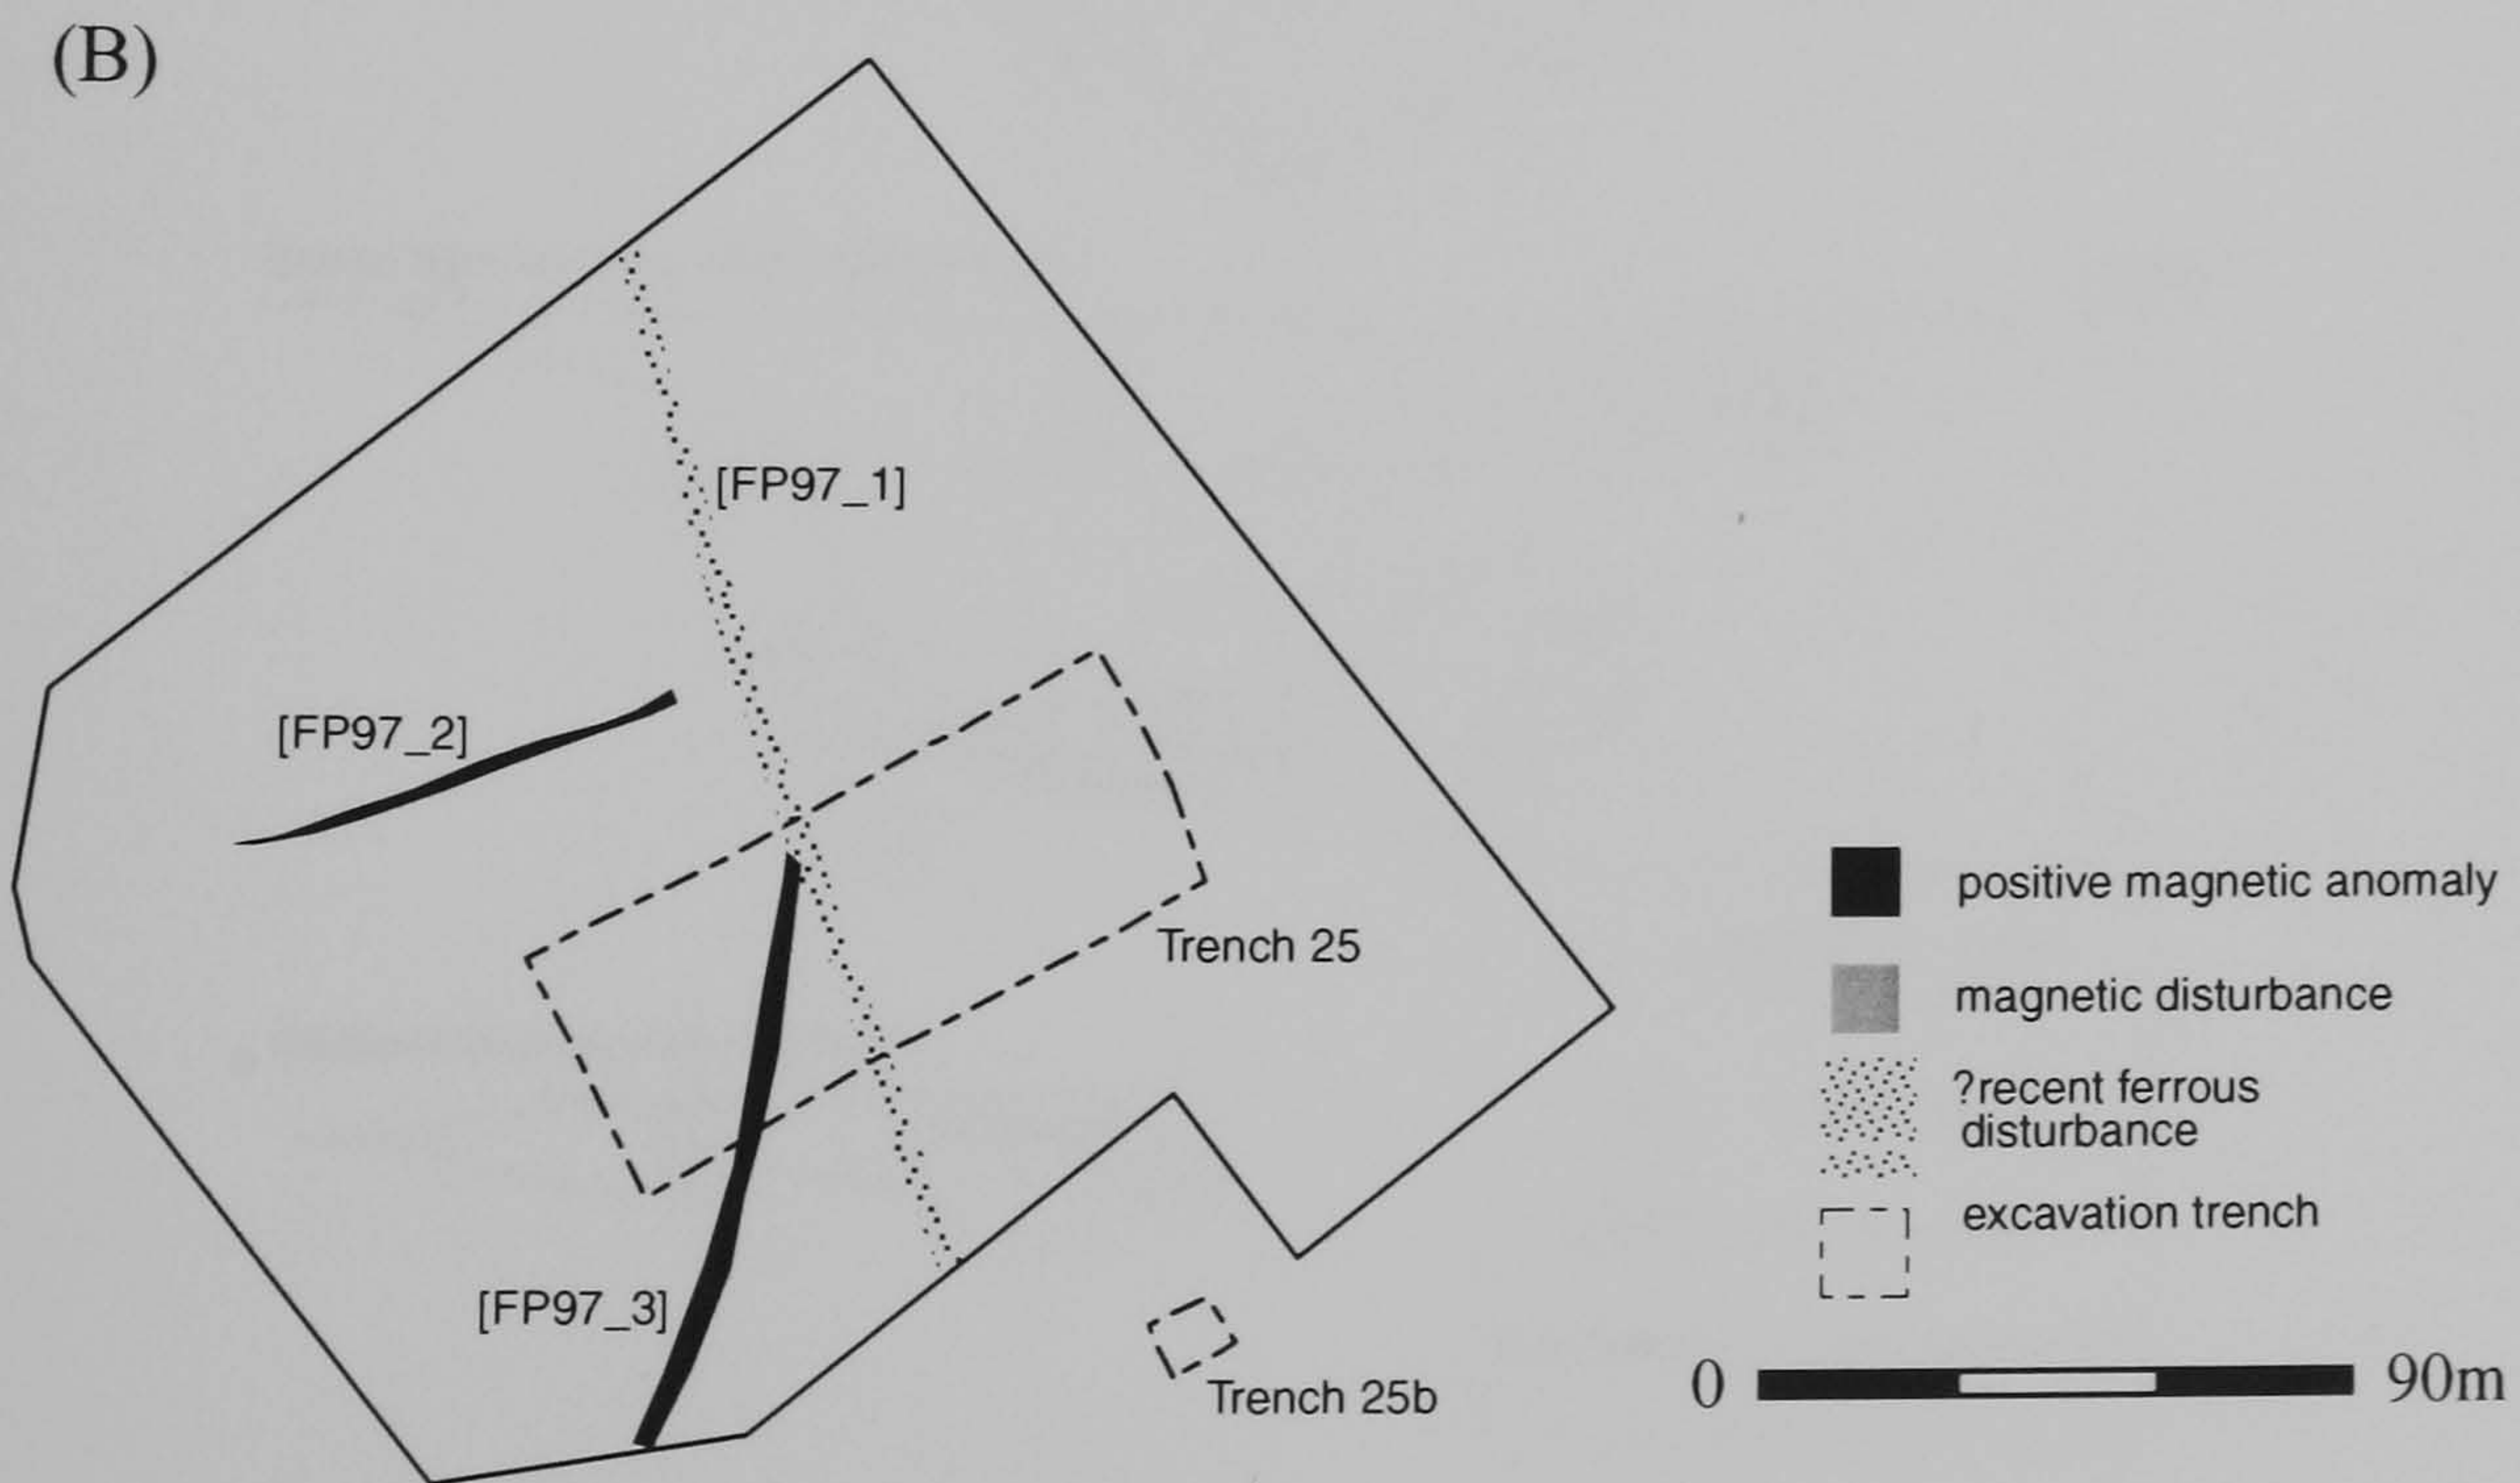 (B)
[FP97_1]
[FP97_2]
Trench 25
[FP97_3]
Trench 25b
positive magnetic anomaly
magnetic disturbance
?recent ferrous
disturbance
excavation trench
0 90m